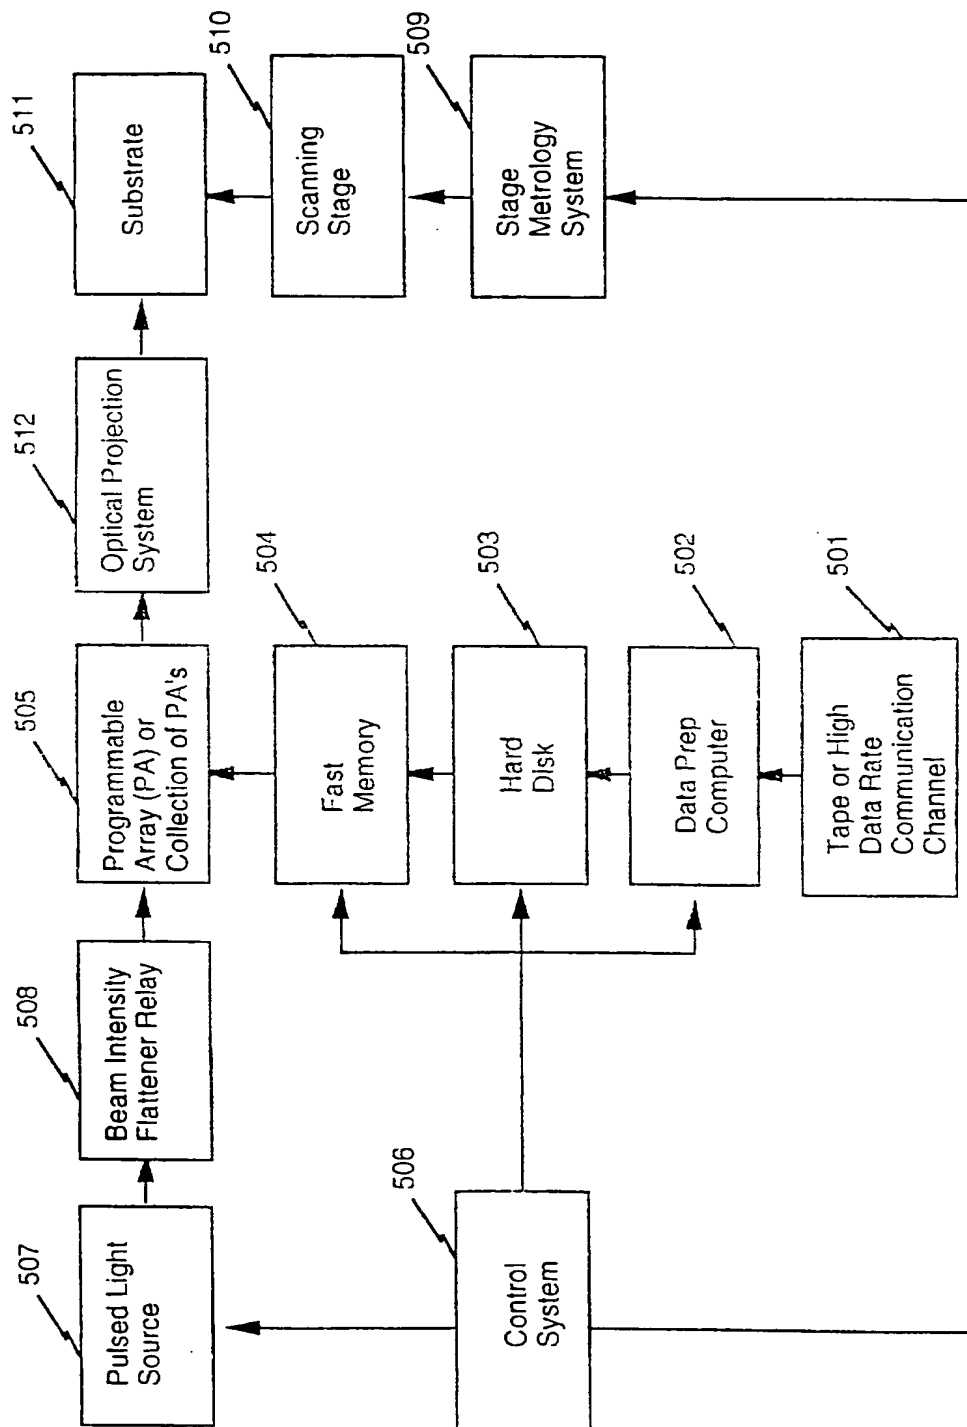 507
Pulsed Light
Source
508
Beam Intensity
Flattener Relay
505
Programmable
Array (PA) or
Collection of PA's
512
Optical Projection
System
511
Substrate
504
Fast
Memory
510
Scanning
Stage
503
Hard
Disk
509
Stage
Metrology
System
506
Control
System
502
Data Prep
Computer
501
Tape or High
Data Rate
Communication
Channel